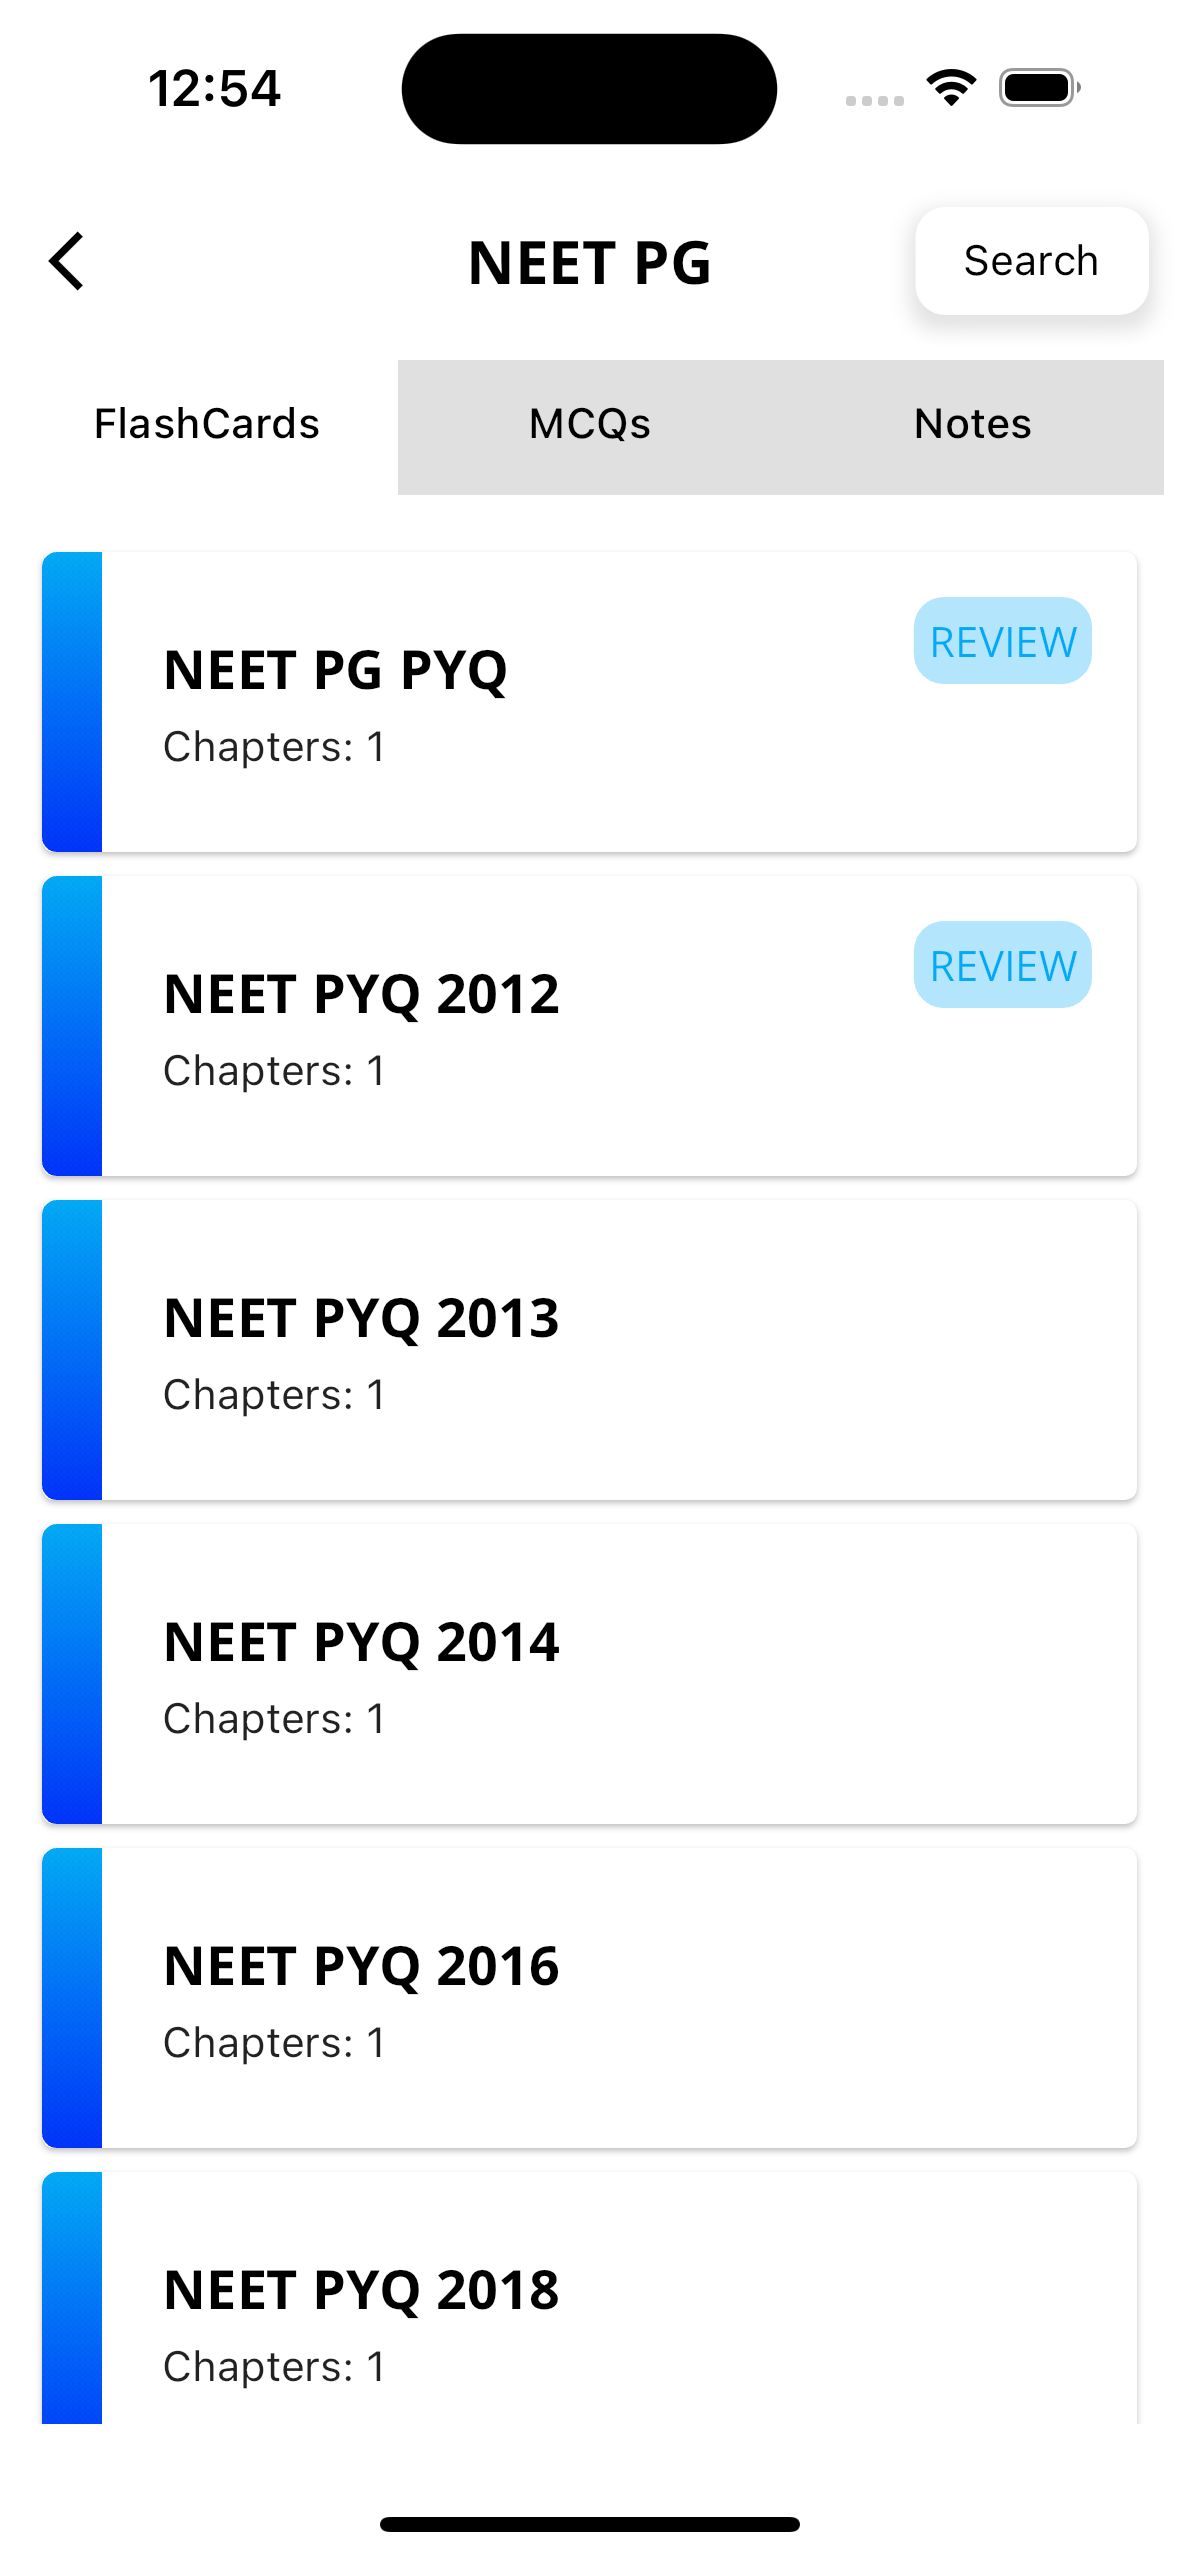 12:54
NEET PG
Search
FlashCards
MCQs
Notes
NEET PG PYQ
REVIEW
Chapters: 1
NEET PYQ 2012
REVIEW
Chapters: 1
NEET PYQ 2013
Chapters: 1
NEET PYQ 2014
Chapters: 1
NEET PYQ 2016
Chapters: 1
NEET PYQ 2018
Chapters: 1